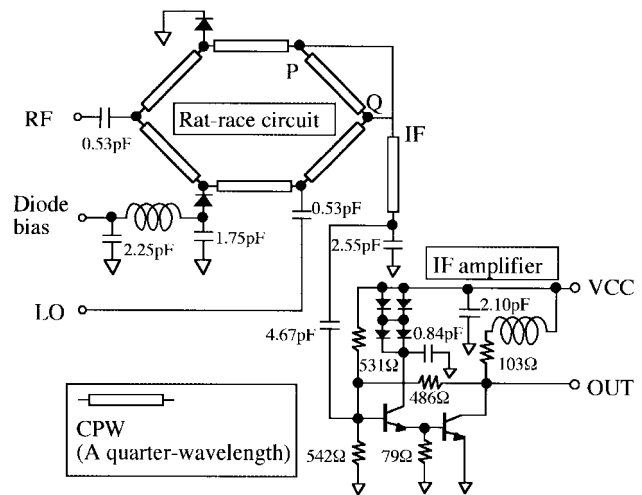 P
Q
RF
Rat-race circuit
0.53pF
IF
Diode
bias
0.53pF
2.25pF
1.75pF
2.55pF
IF amplifier
LO
VCC
4.67pF
2.10pF
0.84pF
531Ω
103Ω
486Ω
OUT
CPW
(A quarter-wavelength)
542Ω
79Ω